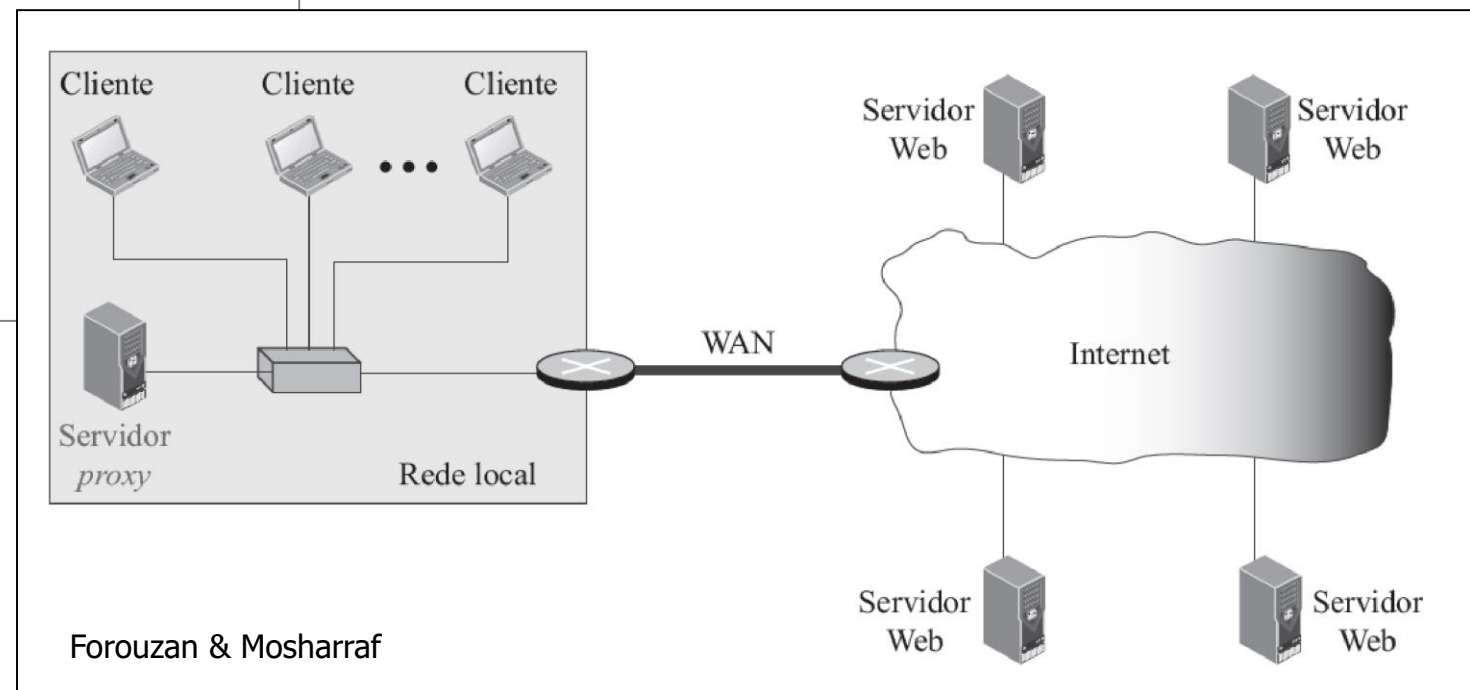 Cliente
Cliente
Cliente
Servidor
proxy
Rede local
WAN
Internet
Servidor
Web
Servidor
Web
Servidor
Web
Servidor
Web
Forouzan & Mosharraf